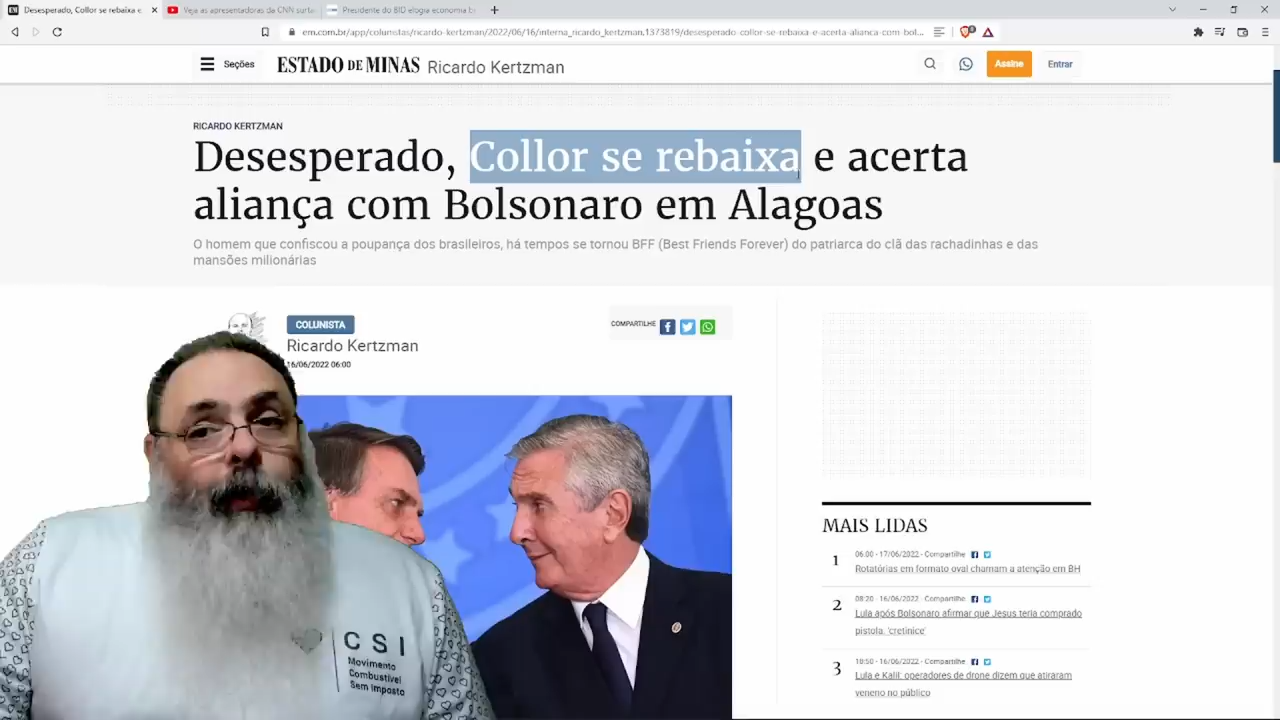 Desesperado, Collor se rebaixa e
Veja as apresentadoras da CNN surta
Presidente do BID elogia economia b
em.com.br/app/colunistas/ricardo-kertzman/2022/06/16/interna_ricardo_kertzman,1373819/desesperado-collor-se-rebaixa-e-acerta-alianca-com-bol...
Seções
ESTADO DE MINAS Ricardo Kertzman
Assine
Entrar
RICARDO KERTZMAN
Desesperado, Collor se rebaixa e acerta
aliança com Bolsonaro em Alagoas
O homem que confiscou a poupança dos brasileiros, há tempos se tornou BFF (Best Friends Forever) do patriarca do clã das rachadinhas e das
mansões milionárias
COLUNISTA
Ricardo Kertzman
16/06/2022 06:00
COMPARTILHE
MAIS LIDAS
1
06:00 - 17/06/2022 - Compartilhe
Rotatórias em formato oval chamam a atenção em BH
2
08:20 - 16/06/2022 - Compartilhe
Lula após Bolsonaro afirmar que Jesus teria comprado
pistola: 'cretinice'
3
18:50 - 16/06/2022 - Compartilhe
Lula e Kalil: operadores de drone dizem que atiraram
veneno no público
CSI
Movimento
Combustível
Sem Imposto